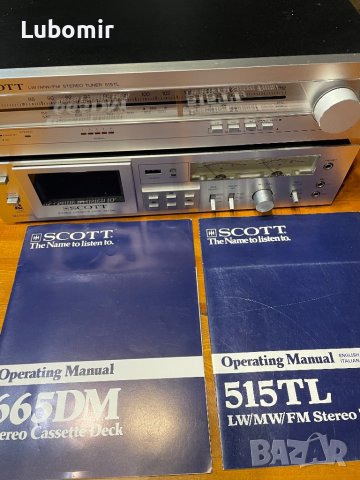 Lubomir
SCOTT
LW/MW/FM STEREO TUNER 515TL
SCOTT
SCOTT
The Name to listen to.
Operating Manual
665DM
Stereo Cassette Deck
SCOTT
The Name to listen to.
Operating Manual
ENGLISH
ITALIAN
515TL
LW/MW/FM Stereo
BAZAR